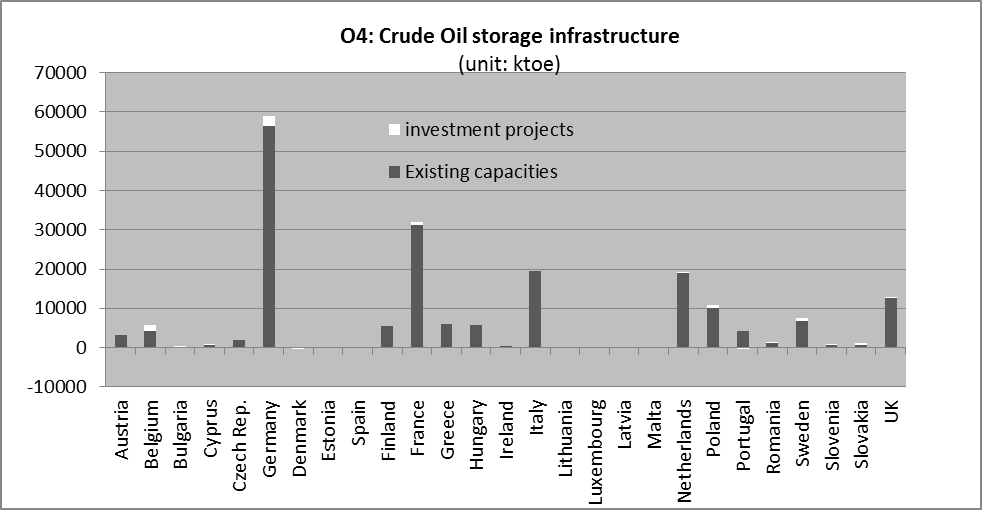 O4: Crude Oil storage infrastructure
(unit: ktoe)
70000
60000
50000
40000
30000
20000
10000
0
-10000
investment projects
Existing capacities
Austria
Belgium
Bulgaria
Cyprus
Czech Rep.
Germany
Denmark
Estonia
Spain
Finland
France
Greece
Hungary
Ireland
Italy
Lithuania
Luxembourg
Latvia
Malta
Netherlands
Poland
Portugal
Romania
Sweden
Slovenia
Slovakia
UK